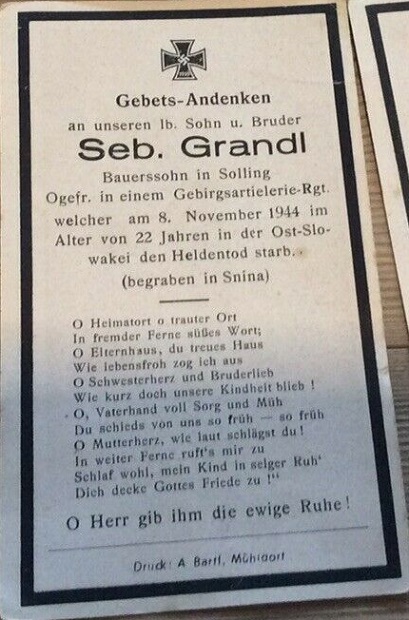 Gebets-Andenken
an unseren lb. Sohn u. Bruder
Seb. Grandl
Bauerssohn in Solling
Ogefr. in einem Gebirgsartielerie-Rgt.
welcher am 8. November 1944 im
Alter von 22 Jahren in der Ost-Slo-
wakei den Heldentod starb.
(begraben in Snina)
O Heimatort o trauter Ort
In fremder Ferne süßes Wort;
O Elternhaus, du treues Haus
Wie lebensfroh zog ich aus
O Schwesterherz und Bruderlieb
Wie kurz doch unsere Kindheit blieb !
O, Vaterhand voll Sorg und Müh
Du schieds von uns so früh — so früh
O Mutterherz, wie laut schlägst du !
In weiter Ferne ruft's mir zu
Schlaf wohl, mein Kind in selger Ruh'
Dich decke Gottes Friede zu !"
O Herr gib ihm die ewige Ruhe !
Druck: A Bartl, Mühldorf